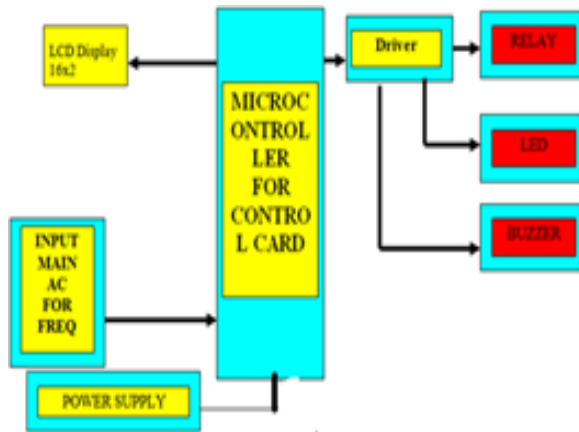 LCD Display
16x2
MICROC
ONTROL
LER
FOR
CONTRO
L CARD
Driver
RELAY
LED
BUZZER
INPUT
MAIN
AC
FOR
FREQ
POWER SUPPLY